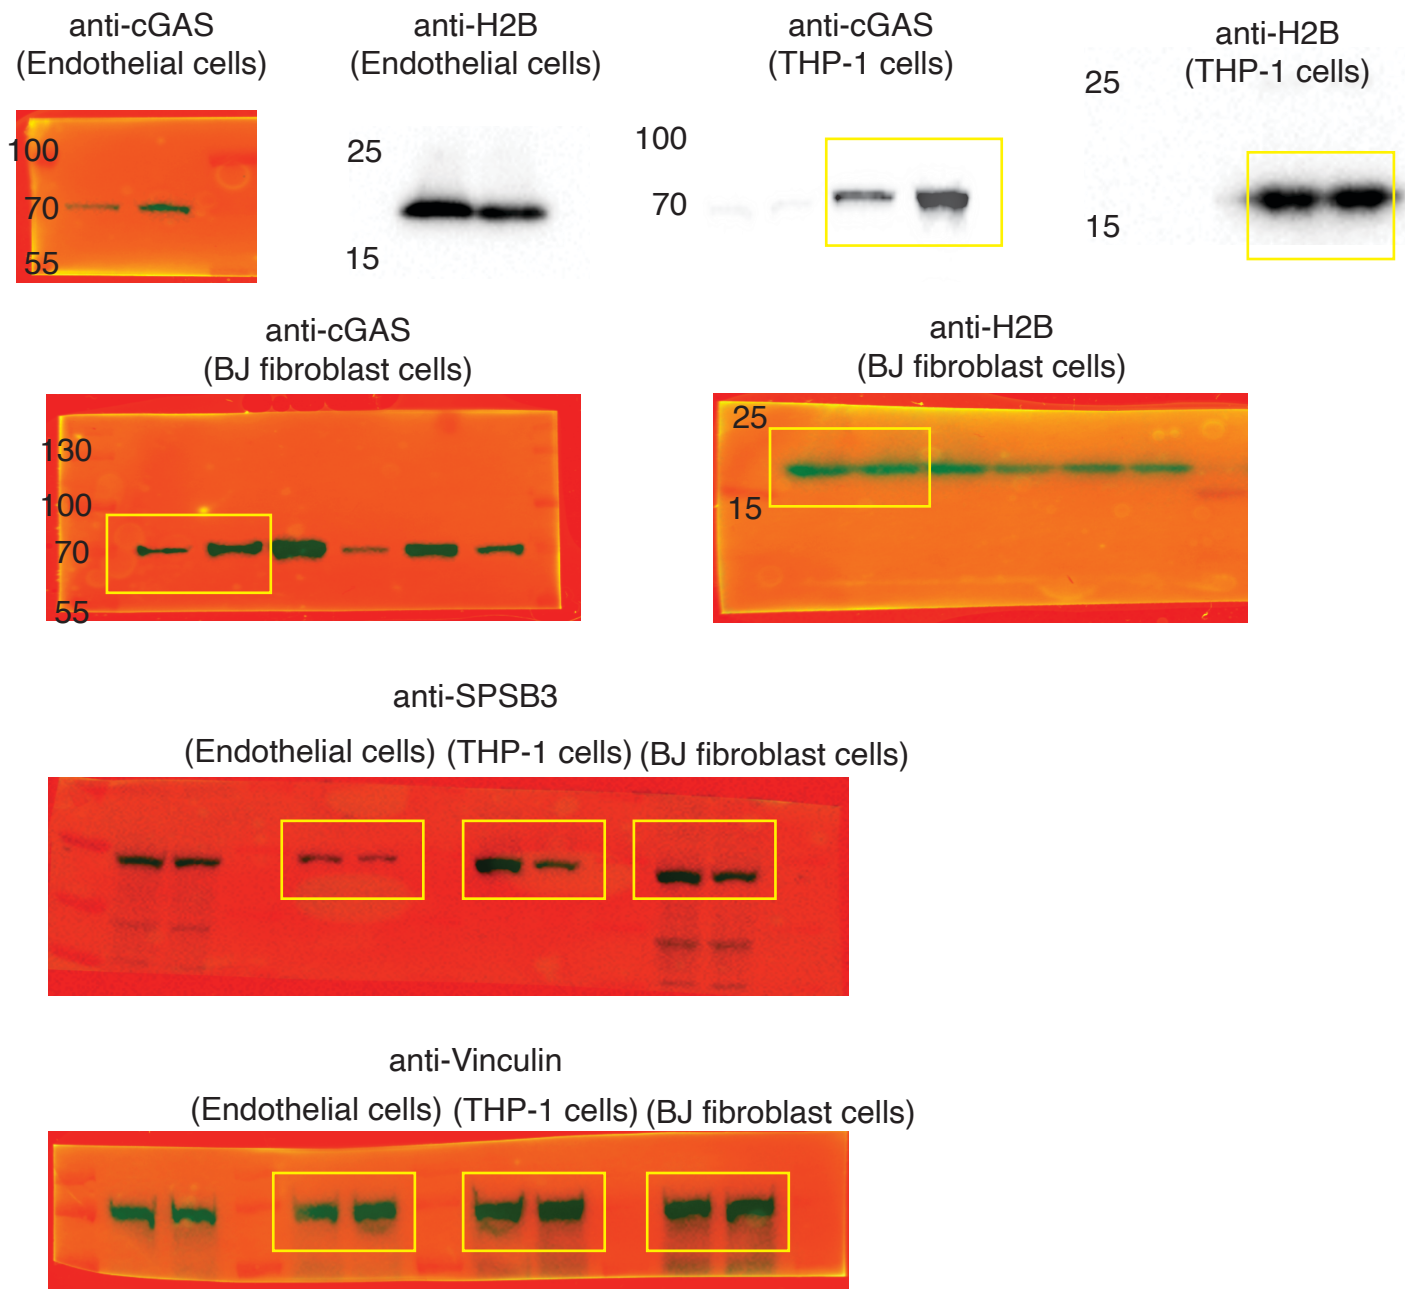 anti-cGAS
(Endothelial cells)
anti-H2B
(Endothelial cells)
anti-cGAS
(THP-1 cells)
anti-H2B
(THP-1 cells)
100
70
55
25
15
100
70
25
15
anti-cGAS
(BJ fibroblast cells)
anti-H2B
(BJ fibroblast cells)
130
100
70
55
25
15
anti-SPSB3
(Endothelial cells) (THP-1 cells) (BJ fibroblast cells)
anti-Vinculin
(Endothelial cells) (THP-1 cells) (BJ fibroblast cells)